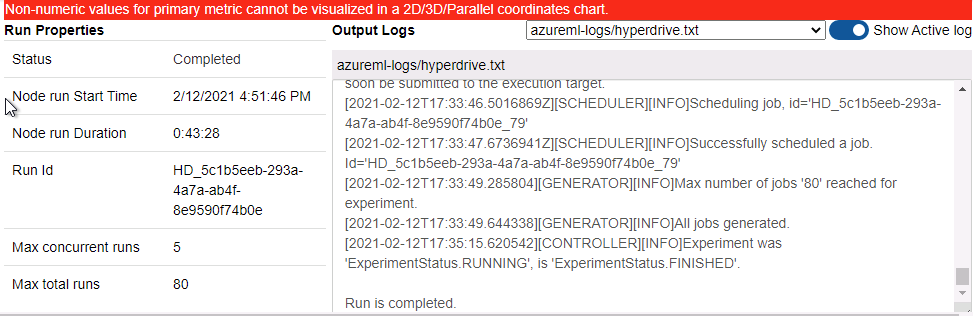 Non-numeric values for primary metric cannot be visualized in a 2D/3D/Parallel coordinates chart.
Run Properties
Status Completed
Node run Start Time 2/12/2021 4:51:46 PM
Node run Duration 0:43:28
Run Id HD_5c1b5eeb-293a-
4a7a-ab4f-
8e9590f74b0e
Max concurrent runs 5
Max total runs 80
Output Logs azureml-logs/hyperdrive.txt Show Active log
azureml-logs/hyperdrive.txt
soon be submitted to the execution target.
[2021-02-12T17:33:46.5016869Z][SCHEDULER][INFO]Scheduling job, id='HD_5c1b5eeb-293a-
4a7a-ab4f-8e9590f74b0e_79'
[2021-02-12T17:33:47.6736941Z][SCHEDULER][INFO]Successfully scheduled a job.
Id='HD_5c1b5eeb-293a-4a7a-ab4f-8e9590f74b0e_79'
[2021-02-12T17:33:49.285804][GENERATOR][INFO]Max number of jobs '80' reached for
experiment.
[2021-02-12T17:33:49.644338][GENERATOR][INFO]All jobs generated.
[2021-02-12T17:35:15.620542][CONTROLLER][INFO]Experiment was
'ExperimentStatus.RUNNING', is 'ExperimentStatus.FINISHED'.
Run is completed.